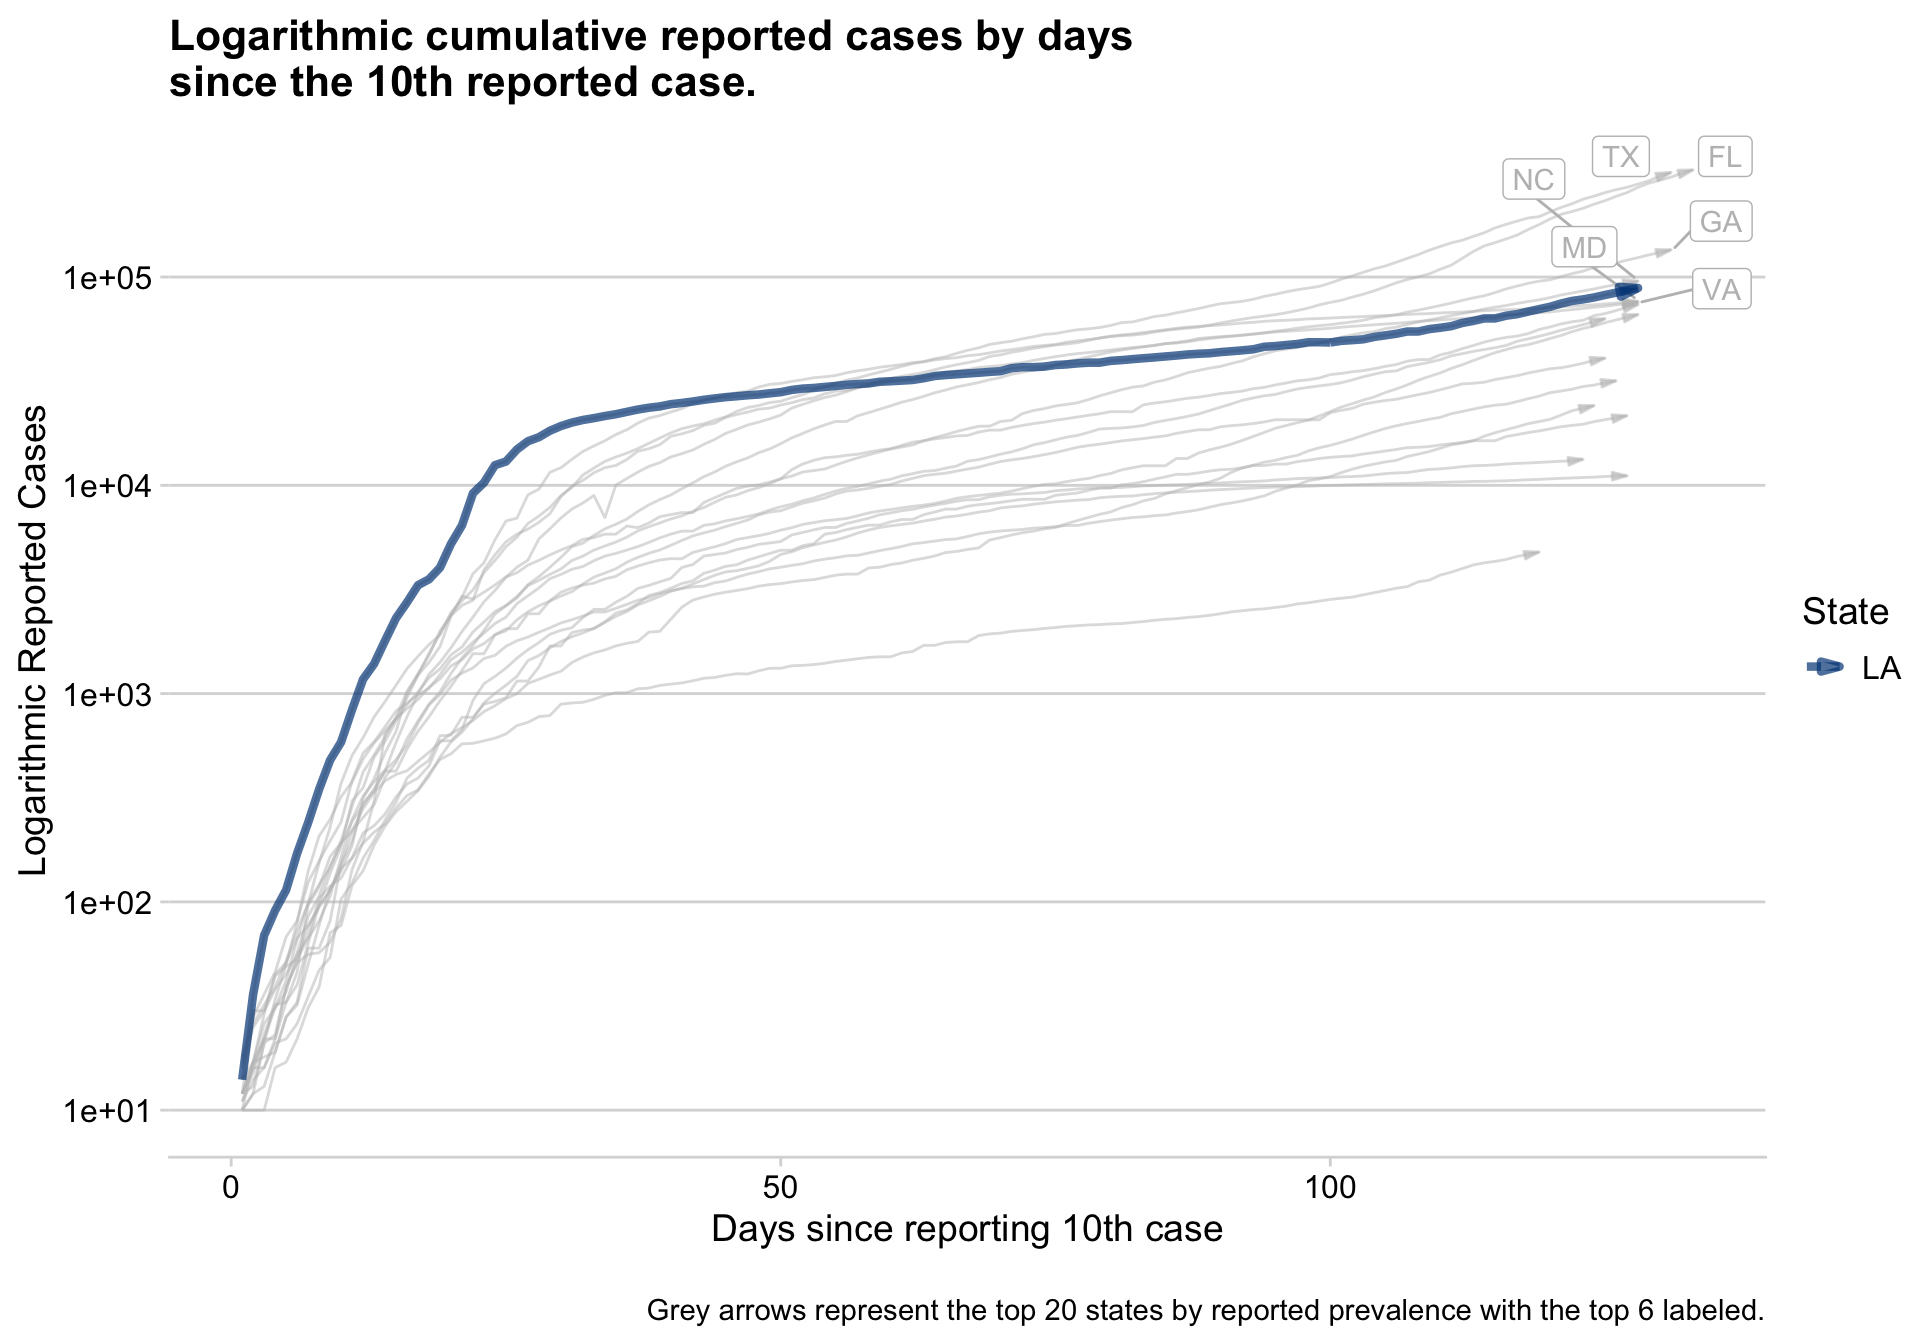 Logarithmic cumulative reported cases by days
since the 10th reported case.
TX
FL
NC
GA
MD
VA
1e+05
1e+04
1e+03
1e+02
1e+01
Logarithmic Reported Cases
0
50
100
Days since reporting 10th case
State
LA
Grey arrows represent the top 20 states by reported prevalence with the top 6 labeled.